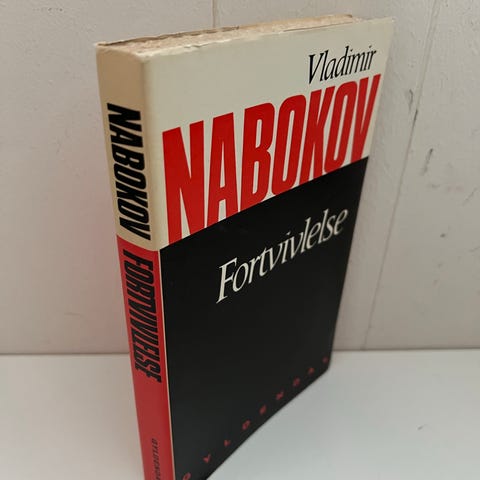 Vladimir
NABOKOV
Fortvivlelse
GYLDENDAL
NABOKOV FORTVIVLELSE GYLDENDAL